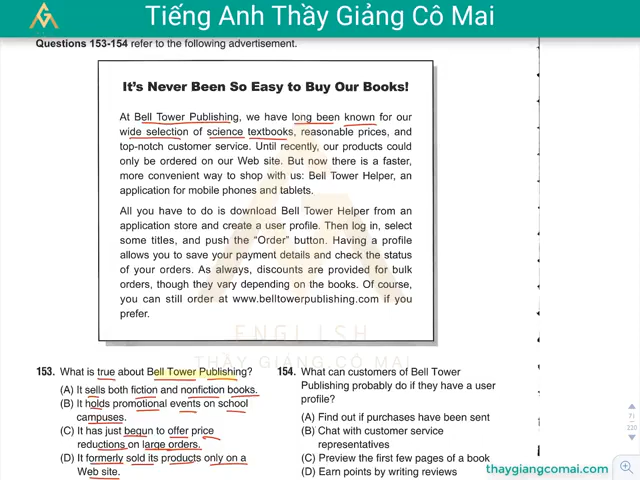 Tiếng Anh Thầy Giảng Cô Mai
Questions 153-154 refer to the following advertisement.
It's Never Been So Easy to Buy Our Books!
At Bell Tower Publishing, we have long been known for our
wide selection of science textbooks, reasonable prices, and
top-notch customer service. Until recently, our products could
only be ordered on our Web site. But now there is a faster,
more convenient way to shop with us: Bell Tower Helper, an
application for mobile phones and tablets.
All you have to do is download Bell Tower Helper from an
application store and create a user profile. Then log in, select
some titles, and push the “Order” button. Having a profile
allows you to save your payment details and check the status
of your orders. As always, discounts are provided for bulk
orders, though they vary depending on the books. Of course,
you can still order at www.belltowerpublishing.com if you
prefer.
ENGLISH
THẦY GIẢNG CÔ MAI
153. What is true about Bell Tower Publishing?
(A) It sells both fiction and nonfiction books.
(B) It holds promotional events on school
campuses.
(C) It has just begun to offer price
reductions on large orders.
(D) It formerly sold its products only on a
Web site.
154. What can customers of Bell Tower
Publishing probably do if they have a user
profile?
(A) Find out if purchases have been sent
(B) Chat with customer service
representatives
(C) Preview the first few pages of a book
(D) Earn points by writing reviews
71
220
thaygiangcomai.com